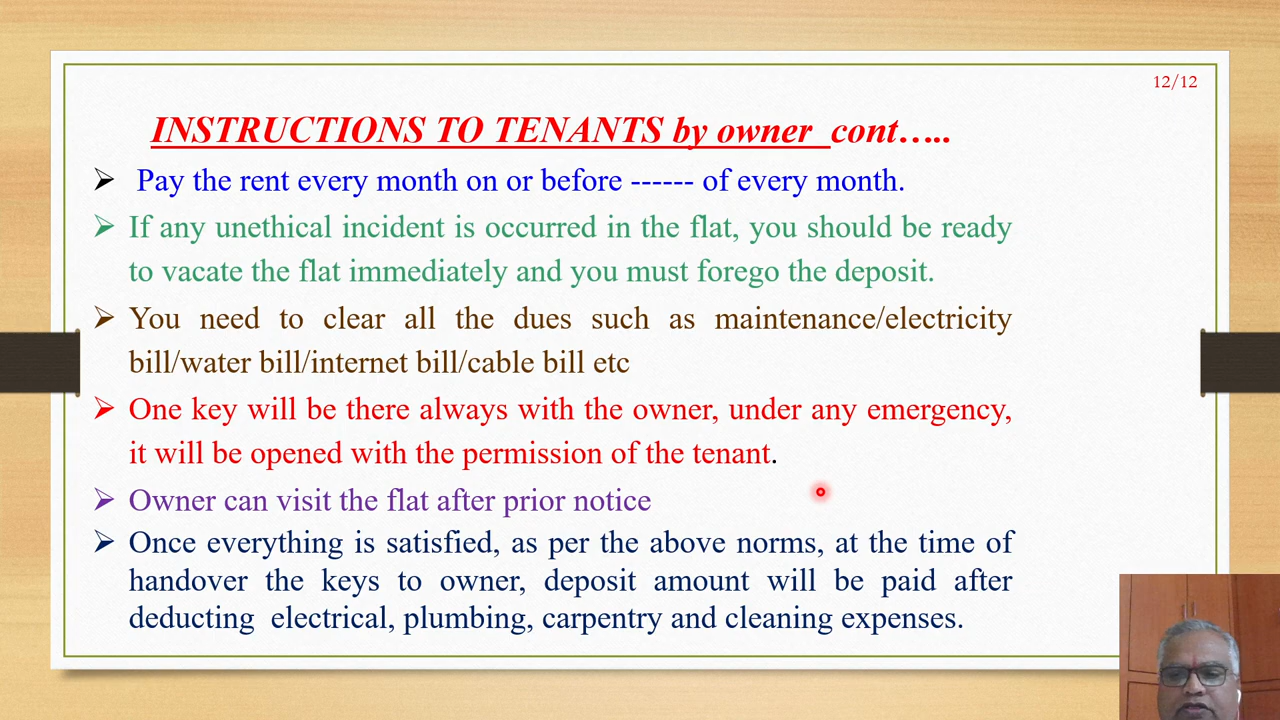 12/12
INSTRUCTIONS TO TENANTS by owner cont…..
Pay the rent every month on or before ------ of every month.
If any unethical incident is occurred in the flat, you should be ready
to vacate the flat immediately and you must forego the deposit.
You need to clear all the dues such as maintenance/electricity
bill/water bill/internet bill/cable bill etc
One key will be there always with the owner, under any emergency,
it will be opened with the permission of the tenant.
Owner can visit the flat after prior notice
Once everything is satisfied, as per the above norms, at the time of
handover the keys to owner, deposit amount will be paid after
deducting electrical, plumbing, carpentry and cleaning expenses.